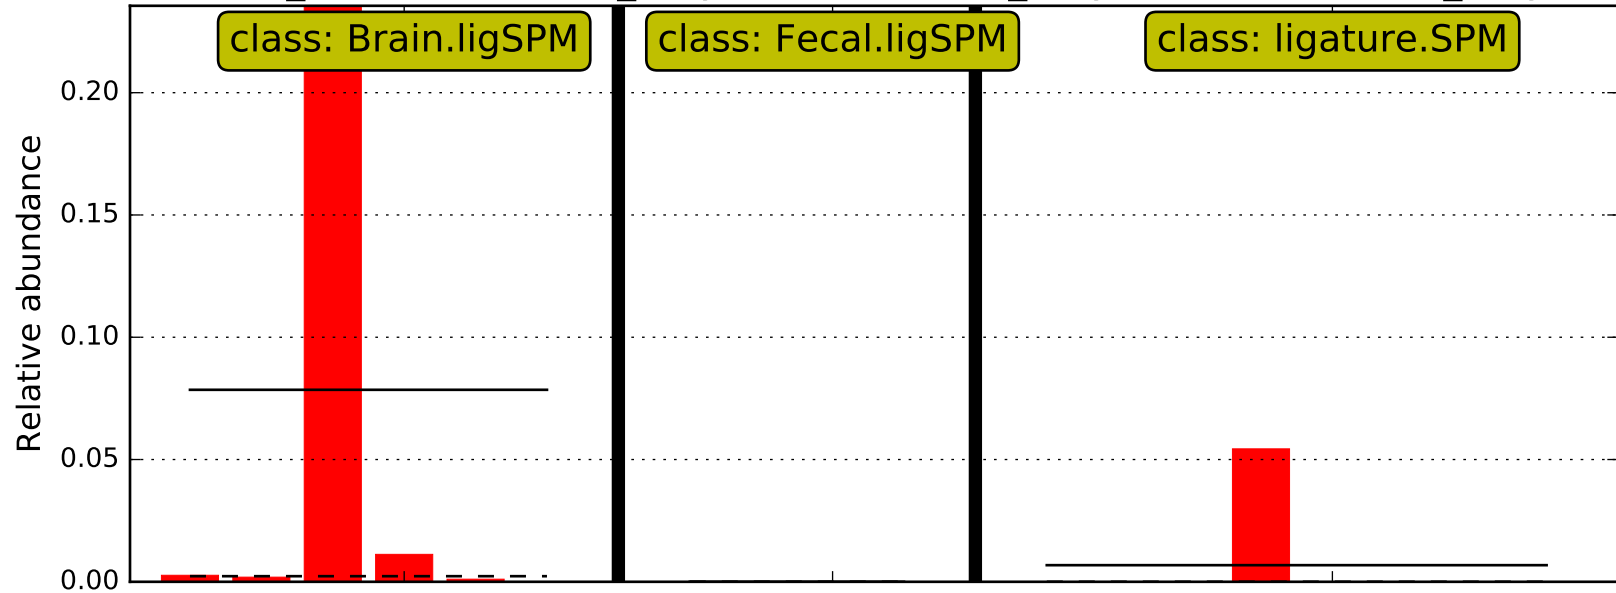 class: Brain.ligSPM
class: Fecal.ligSPM
class: ligature.SPM
Relative abundance
0.20
0.15
0.10
0.05
0.00